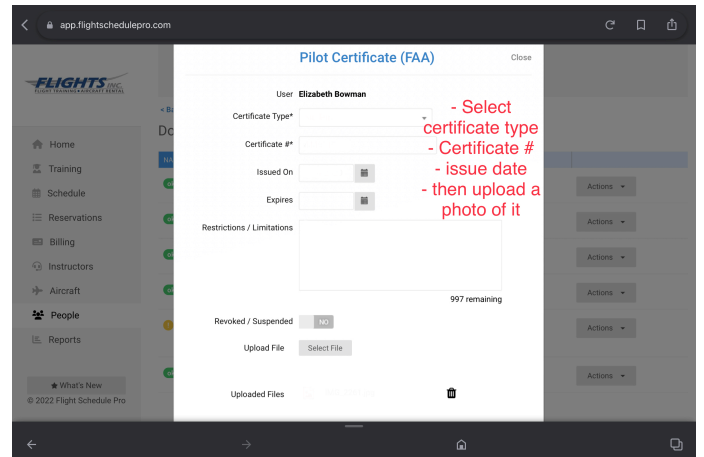 app.flightschedulepro.com
Pilot Certificate (FAA)
Close
FLIGHTS INC.
FLIGHT TRAINING & AIRCRAFT RENTAL
User Elizabeth Bowman
Certificate Type*
Certificate #*
Issued On
Expires
Restrictions / Limitations
997 remaining
Revoked / Suspended NO
Upload File Select File
Uploaded Files
- Select
certificate type
- Certificate #
- issue date
- then upload a
photo of it
Home
Training
Schedule
Reservations
Billing
Instructors
Aircraft
People
Reports
What's New
© 2022 Flight Schedule Pro
Actions
Actions
Actions
Actions
Actions
Actions